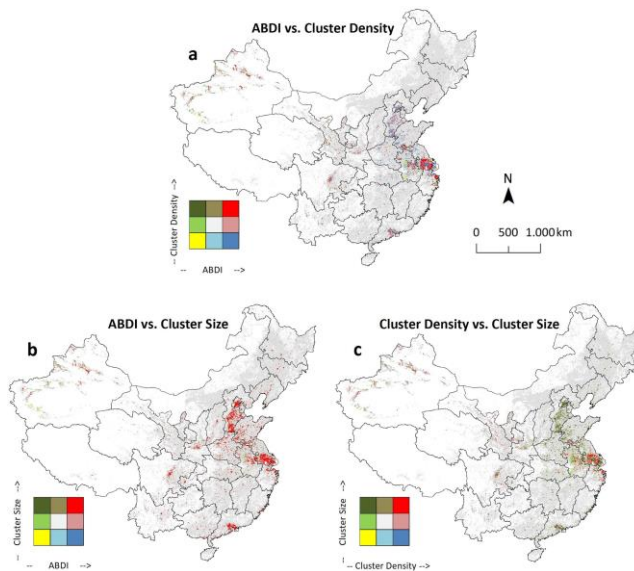 ABDI vs. Cluster Density
a
N
-- Cluster Density -->
-- ABDI -->
0 500 1.000 km
ABDI vs. Cluster Size
Cluster Density vs. Cluster Size
b
c
-- Cluster Size -->
-- Cluster Size -->
-- ABDI -->
-- Cluster Density -->